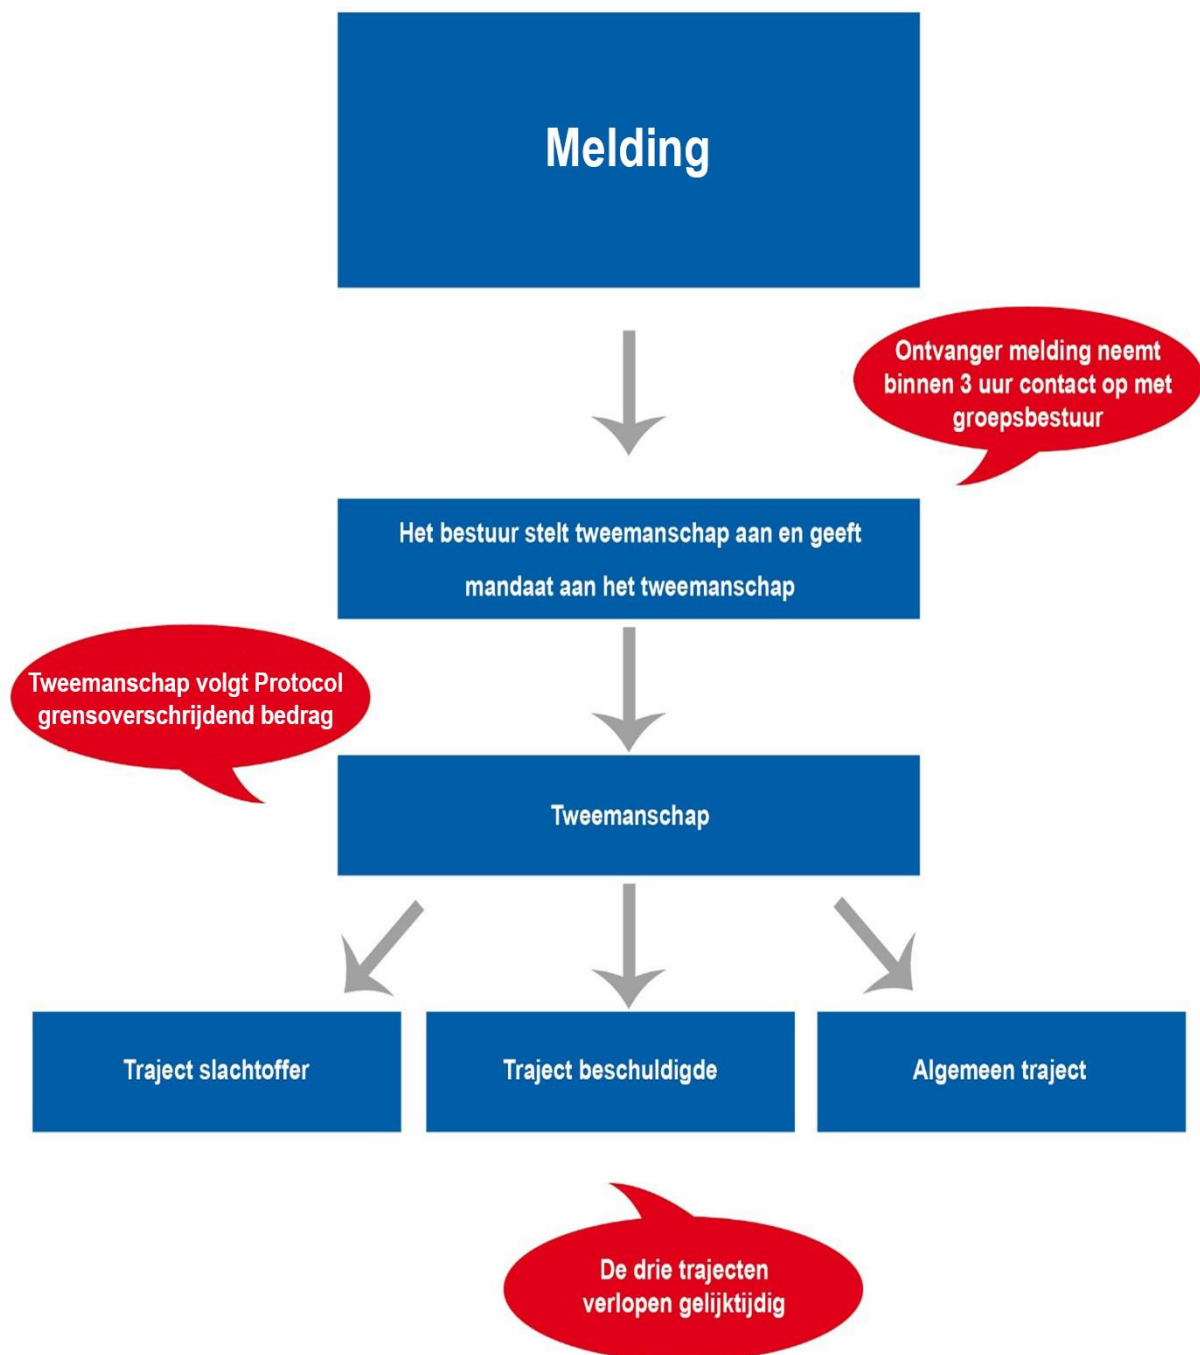 Melding
Ontvanger melding neemt
binnen 3 uur contact op met
groepsbestuur
Het bestuur stelt tweemanschap aan en geeft
mandaat aan het tweemanschap
Tweemanschap volgt Protocol
grensoverschrijdend bedrag
Tweemanschap
Traject slachtoffer
Traject beschuldigde
Algemeen traject
De drie trajecten
verlopen gelijktijdig